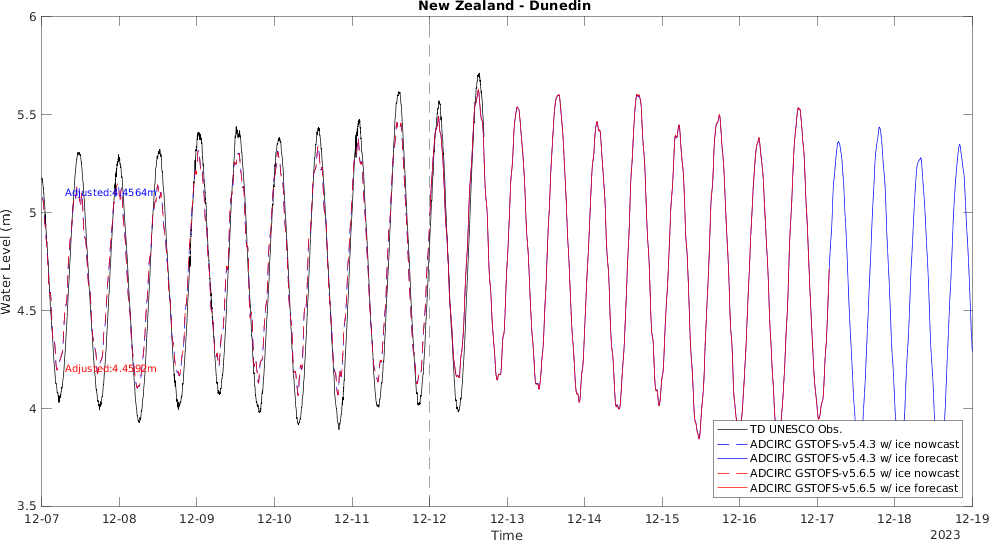 New Zealand - Dunedin
6
5.5
5
4.5
4
3.5
Water Level (m)
Adjusted:4.4564m
Adjusted:4.4592m
TD UNESCO Obs.
ADCIRC GSTOFS-v5.4.3 w/ ice nowcast
ADCIRC GSTOFS-v5.4.3 w/ ice forecast
ADCIRC GSTOFS-v5.6.5 w/ ice nowcast
ADCIRC GSTOFS-v5.6.5 w/ ice forecast
12-07 12-08 12-09 12-10 12-11 12-12 12-13 12-14 12-15 12-16 12-17 12-18 12-19
Time
2023